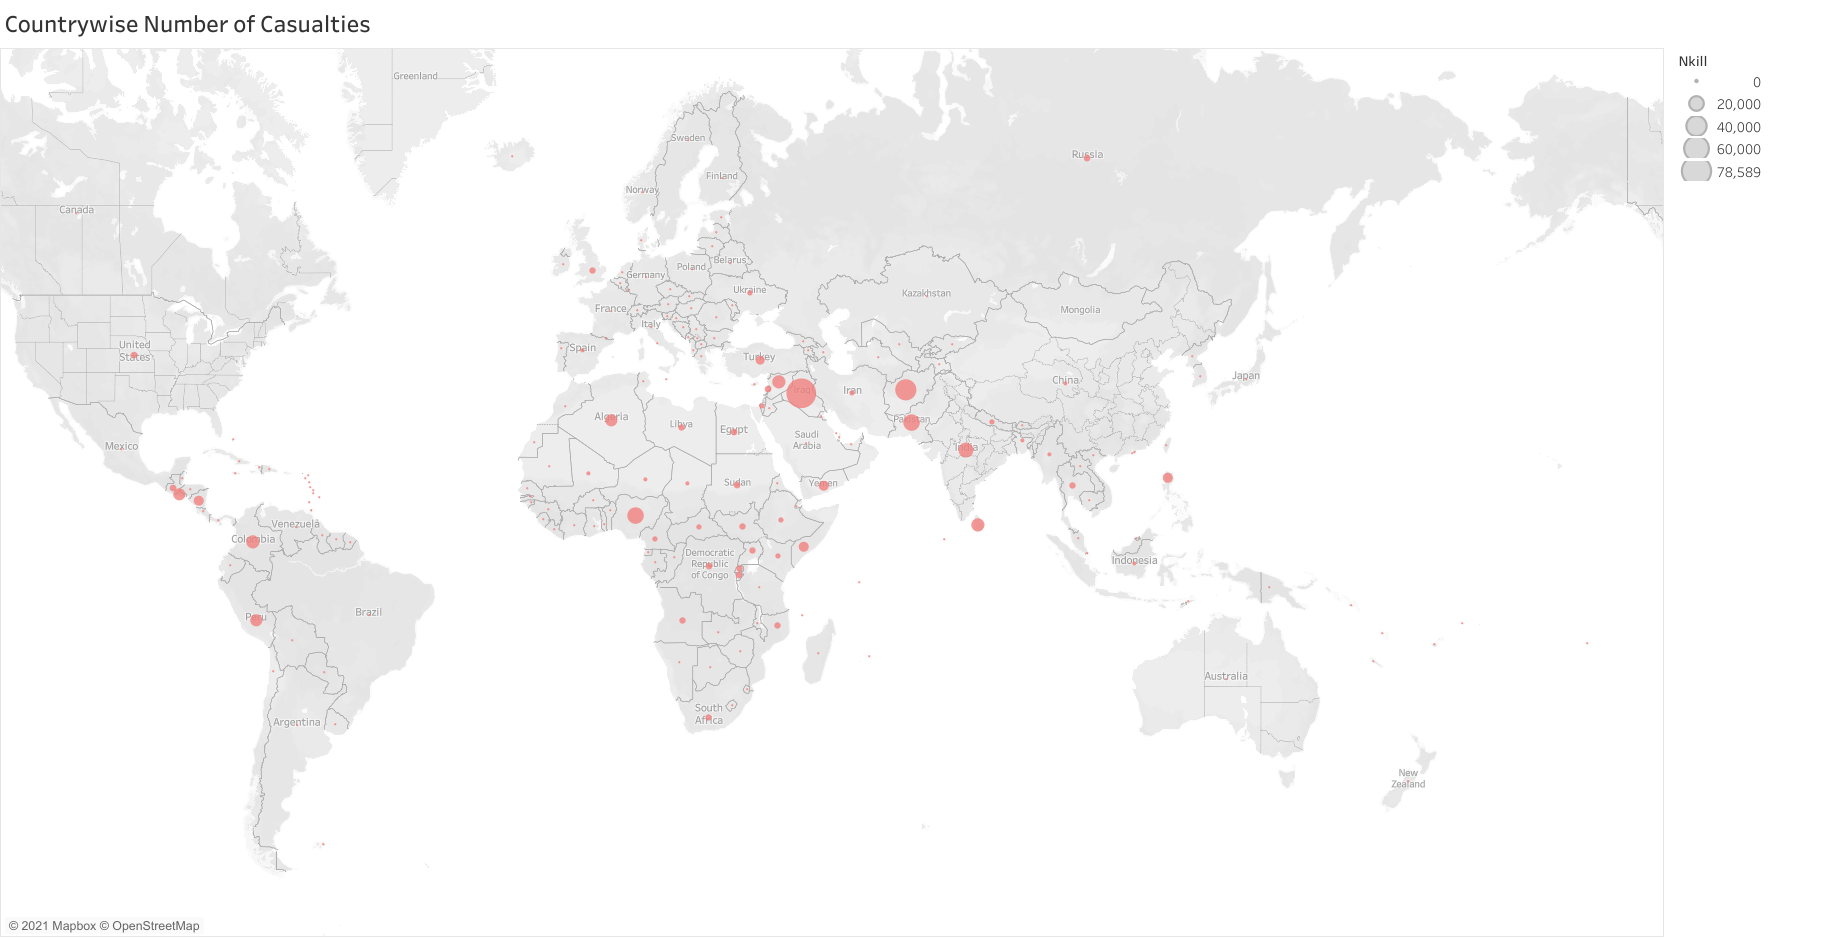 Countrywise Number of Casualties
Nkill
0
20,000
40,000
60,000
78,589
Greenland
Sweden
Finland
Norway
Russia
Canada
Belarus
Poland
Germany
Ukraine
France
Kazakhstan
Mongolia
Italy
Spain
Turkey
United
States
China
Japan
Iraq
Iran
Algeria
Libya
Egypt
Pakistan
Saudi
Arabia
India
Mexico
Sudan
Yemen
Venezuela
Colombia
Democratic
Republic
of Congo
Indonesia
Peru
Brazil
Australia
South
Africa
Argentina
New
Zealand
© 2021 Mapbox © OpenStreetMap